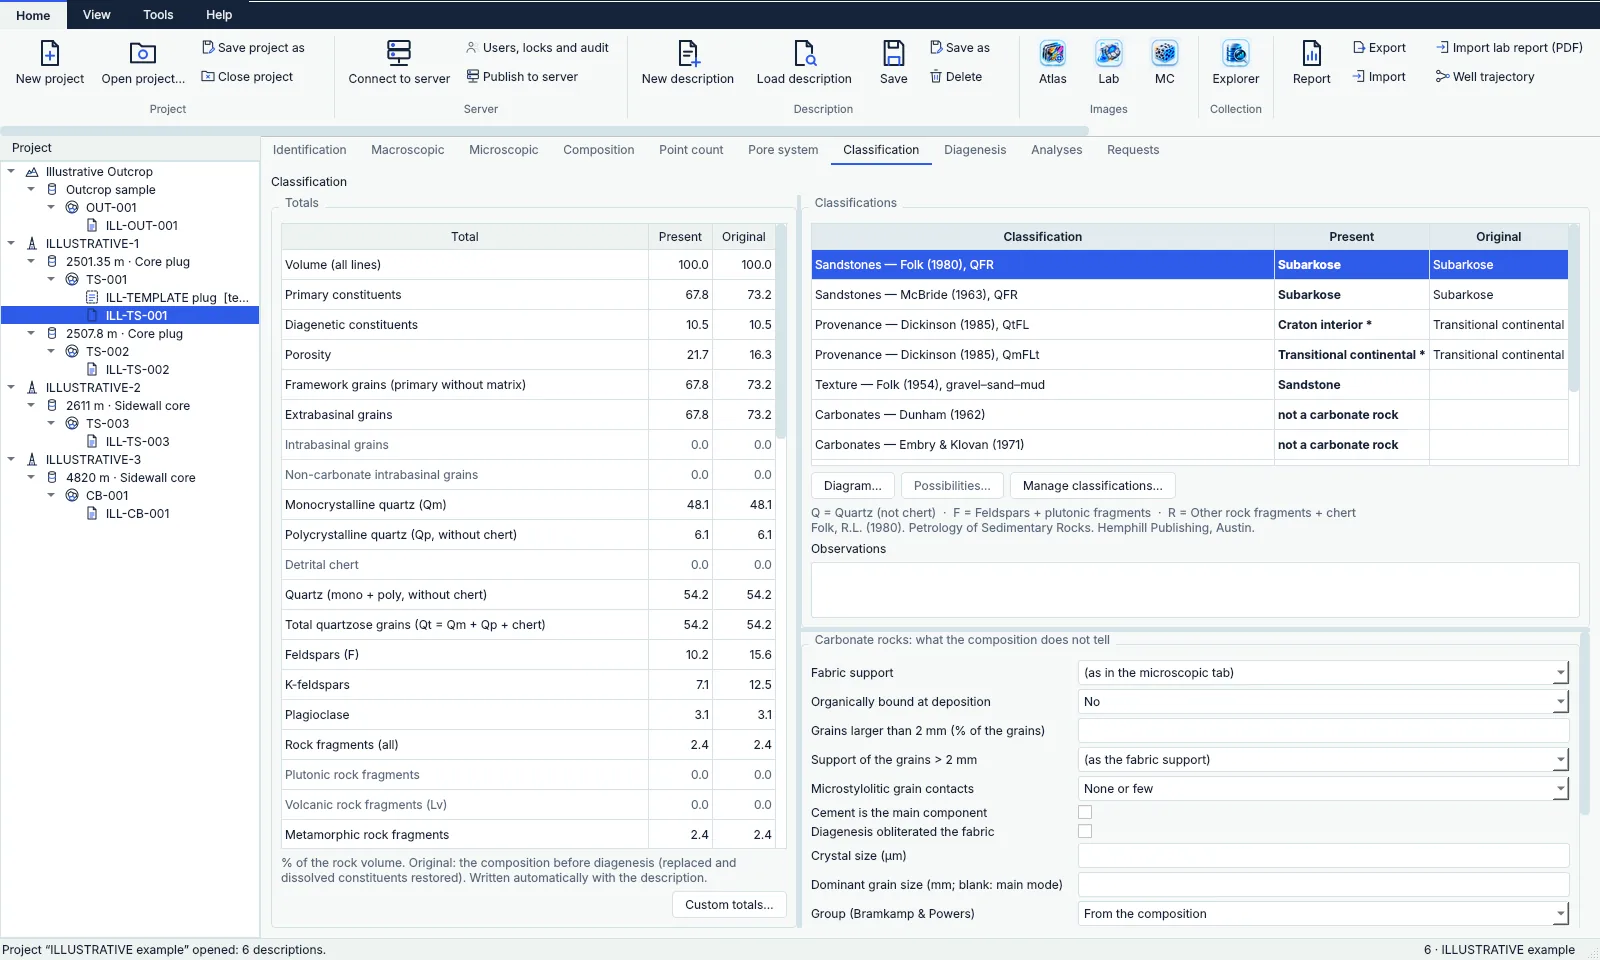 Home View Tools Help
New project
Open project...
Save project as
Close project
Project
Connect to server
Users, locks and audit
Publish to server
Server
New description
Load description
Save
Save as
Delete
Description
Atlas
Lab
MC
Images
Explorer
Collection
Report
Export
Import
Import lab report (PDF)
Well trajectory
Project
Illustrative Outcrop
Outcrop sample
OUT-001
ILL-OUT-001
ILLUSTRATIVE-1
2501.35 m · Core plug
TS-001
ILL-TEMPLATE plug [te...
ILL-TS-001
2507.8 m · Core plug
TS-002
ILL-TS-002
ILLUSTRATIVE-2
2611 m · Sidewall core
TS-003
ILL-TS-003
ILLUSTRATIVE-3
4820 m · Sidewall core
CB-001
ILL-CB-001
Identification Macroscopic Microscopic Composition Point count Pore system Classification Diagenesis Analyses Requests
Classification
Totals
Total Present Original
Volume (all lines) 100.0 100.0
Primary constituents 67.8 73.2
Diagenetic constituents 10.5 10.5
Porosity 21.7 16.3
Framework grains (primary without matrix) 67.8 73.2
Extrabasinal grains 67.8 73.2
Intrabasinal grains 0.0 0.0
Non-carbonate intrabasinal grains 0.0 0.0
Monocrystalline quartz (Qm) 48.1 48.1
Polycrystalline quartz (Qp, without chert) 6.1 6.1
Detrital chert 0.0 0.0
Quartz (mono + poly, without chert) 54.2 54.2
Total quartzose grains (Qt = Qm + Qp + chert) 54.2 54.2
Feldspars (F) 10.2 15.6
K-feldspars 7.1 12.5
Plagioclase 3.1 3.1
Rock fragments (all) 2.4 2.4
Plutonic rock fragments 0.0 0.0
Volcanic rock fragments (Lv) 0.0 0.0
Metamorphic rock fragments 2.4 2.4
% of the rock volume. Original: the composition before diagenesis (replaced and
dissolved constituents restored). Written automatically with the description.
Custom totals...
Classifications
Classification Present Original
Sandstones — Folk (1980), QFR Subarkose Subarkose
Sandstones — McBride (1963), QFR Subarkose Subarkose
Provenance — Dickinson (1985), QtFL Craton interior * Transitional continental
Provenance — Dickinson (1985), QmFLt Transitional continental * Transitional continental
Texture — Folk (1954), gravel–sand–mud Sandstone
Carbonates — Dunham (1962) not a carbonate rock
Carbonates — Embry & Klovan (1971) not a carbonate rock
Diagram... Possibilities... Manage classifications...
Q = Quartz (not chert) · F = Feldspars + plutonic fragments · R = Other rock fragments + chert
Folk, R.L. (1980). Petrology of Sedimentary Rocks. Hemphill Publishing, Austin.
Observations
Carbonate rocks: what the composition does not tell
Fabric support (as in the microscopic tab)
Organically bound at deposition No
Grains larger than 2 mm (% of the grains)
Support of the grains > 2 mm (as the fabric support)
Microstylolitic grain contacts None or few
Cement is the main component
Diagenesis obliterated the fabric
Crystal size (µm)
Dominant grain size (mm; blank: main mode)
Group (Bramkamp & Powers) From the composition
Project “ILLUSTRATIVE example” opened: 6 descriptions.
6 · ILLUSTRATIVE example